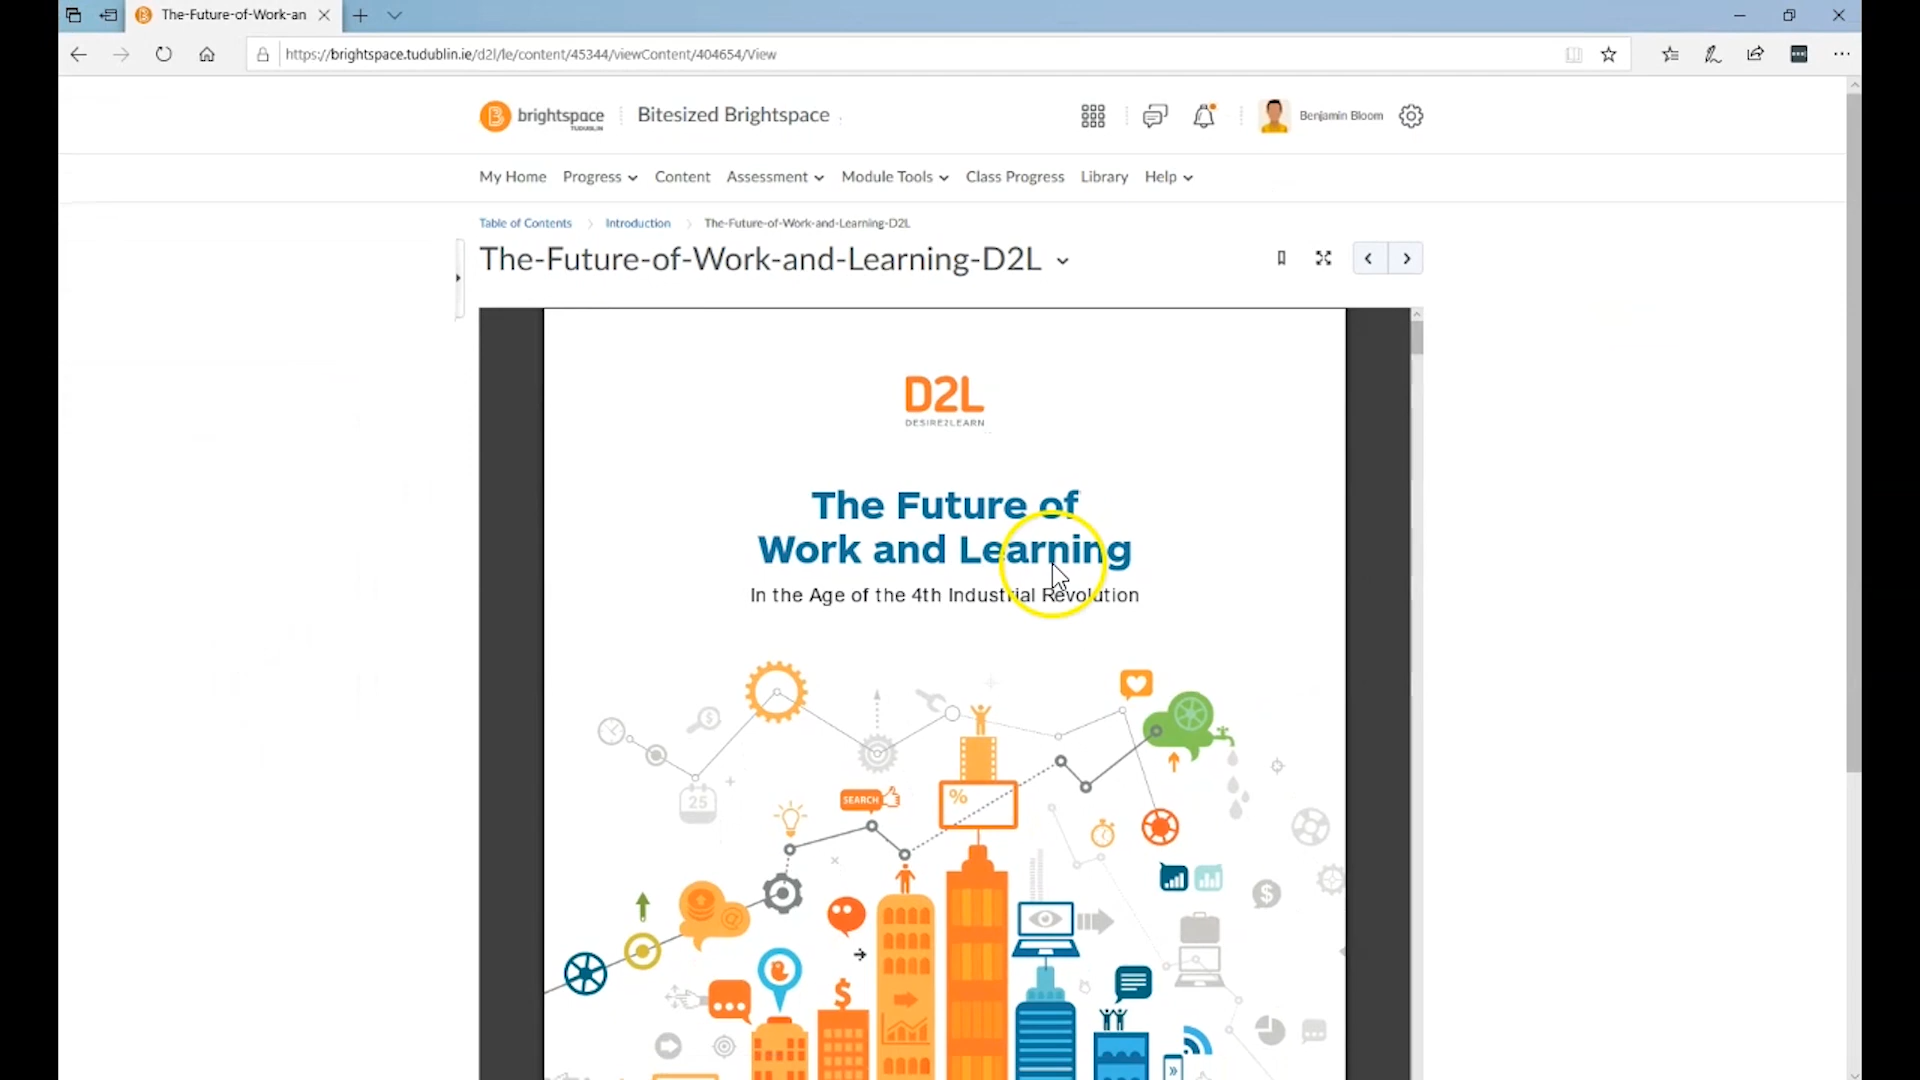 The-Future-of-Work-an
https://brightspace.tudublin.ie/d2l/le/content/45344/viewContent/404654/View
brightspace
TUDUBLIN
Bitesized Brightspace
Benjamin Bloom
My Home Progress Content Assessment Module Tools Class Progress Library Help
Table of Contents Introduction The-Future-of-Work-and-Learning-D2L
The-Future-of-Work-and-Learning-D2L
D2L
DESIRE2LEARN
The Future of
Work and Learning
In the Age of the 4th Industrial Revolution
25
SEARCH
%
$
$
$